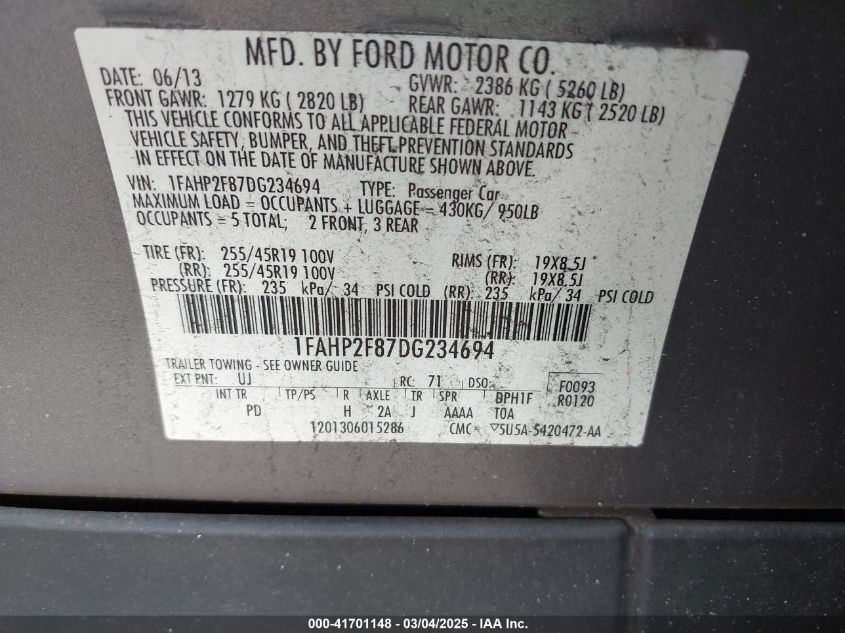 MFD. BY FORD MOTOR CO.
DATE: 06/13 GVWR: 2386 KG ( 5260 LB)
FRONT GAWR: 1279 KG ( 2820 LB) REAR GAWR: 1143 KG ( 2520 LB)
THIS VEHICLE CONFORMS TO ALL APPLICABLE FEDERAL MOTOR
VEHICLE SAFETY, BUMPER, AND THEFT PREVENTION STANDARDS
IN EFFECT ON THE DATE OF MANUFACTURE SHOWN ABOVE.
VIN: 1FAHP2F87DG234694 TYPE: Passenger Car
MAXIMUM LOAD = OCCUPANTS + LUGGAGE = 430KG/ 950LB
OCCUPANTS = 5 TOTAL; 2 FRONT, 3 REAR
TIRE (FR): 255/45R19 100V RIMS (FR): 19X8.5J
(RR): 255/45R19 100V (RR): 19X8.5J
PRESSURE (FR): 235 kPa/ 34 PSI COLD (RR): 235 kPa/ 34 PSI COLD
1FAHP2F87DG234694
TRAILER TOWING - SEE OWNER GUIDE
EXT PNT: UJ RC: 71 DSO: F0093
INT TR TP/PS R AXLE TR SPR DPH1F R0120
PD H 2A J AAAA TOA
1201306015286 CMC ▽5U5A-5420472-AA
000-41701148 - 03/04/2025 - IAA Inc.